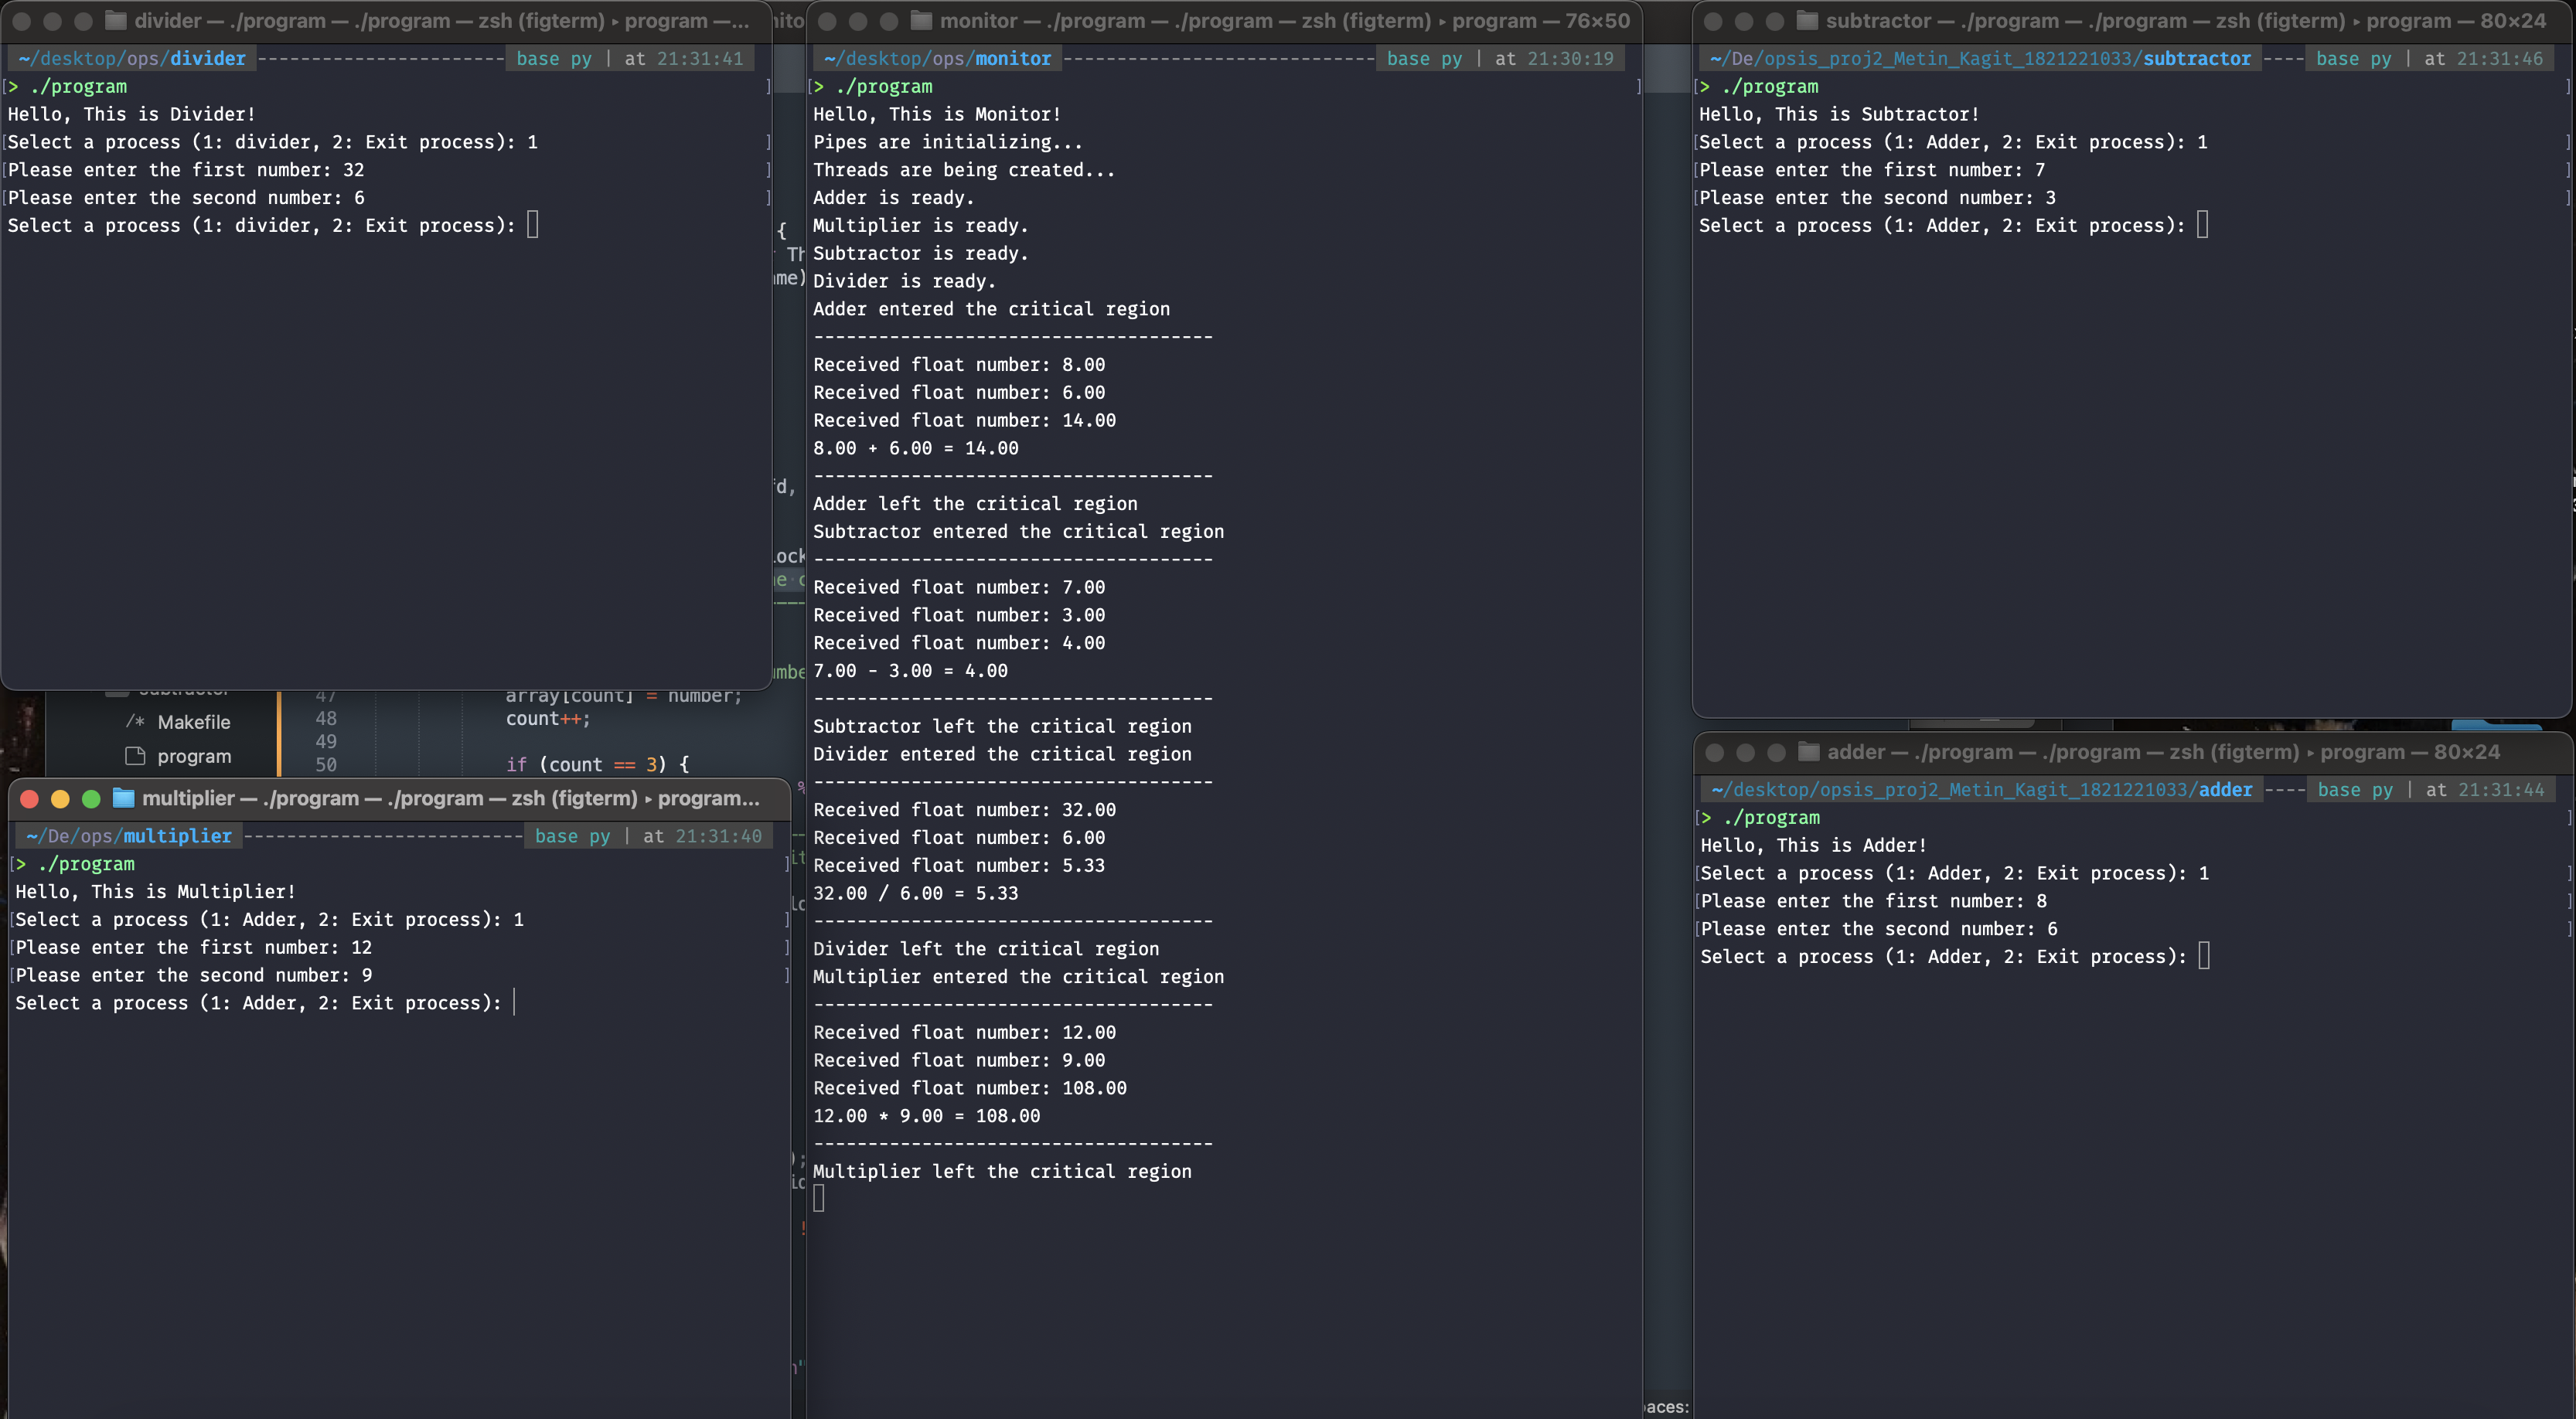 divider — ./program — ./program — zsh (figterm) ▸ program —...
~/desktop/ops/divider ----------------------- base py | at 21:31:41
> ./program
Hello, This is Divider!
Select a process (1: divider, 2: Exit process): 1
Please enter the first number: 32
Please enter the second number: 6
Select a process (1: divider, 2: Exit process):
subtractor
Makefile
program
47 array[count] = number;
48 count++;
49
50 if (count == 3) {
multiplier — ./program — ./program — zsh (figterm) ▸ program...
~/De/ops/multiplier -------------------------- base py | at 21:31:40
> ./program
Hello, This is Multiplier!
Select a process (1: Adder, 2: Exit process): 1
Please enter the first number: 12
Please enter the second number: 9
Select a process (1: Adder, 2: Exit process):
monitor — ./program — ./program — zsh (figterm) ▸ program — 76×50
~/desktop/ops/monitor ----------------------------- base py | at 21:30:19
> ./program
Hello, This is Monitor!
Pipes are initializing...
Threads are being created...
Adder is ready.
Multiplier is ready.
Subtractor is ready.
Divider is ready.
Adder entered the critical region
-------------------------------------
Received float number: 8.00
Received float number: 6.00
Received float number: 14.00
8.00 + 6.00 = 14.00
-------------------------------------
Adder left the critical region
Subtractor entered the critical region
-------------------------------------
Received float number: 7.00
Received float number: 3.00
Received float number: 4.00
7.00 - 3.00 = 4.00
-------------------------------------
Subtractor left the critical region
Divider entered the critical region
-------------------------------------
Received float number: 32.00
Received float number: 6.00
Received float number: 5.33
32.00 / 6.00 = 5.33
-------------------------------------
Divider left the critical region
Multiplier entered the critical region
-------------------------------------
Received float number: 12.00
Received float number: 9.00
Received float number: 108.00
12.00 * 9.00 = 108.00
-------------------------------------
Multiplier left the critical region
subtractor — ./program — ./program — zsh (figterm) ▸ program — 80×24
~/De/opsis_proj2_Metin_Kagit_1821221033/subtractor ---- base py | at 21:31:46
> ./program
Hello, This is Subtractor!
Select a process (1: Adder, 2: Exit process): 1
Please enter the first number: 7
Please enter the second number: 3
Select a process (1: Adder, 2: Exit process):
adder — ./program — ./program — zsh (figterm) ▸ program — 80×24
~/desktop/opsis_proj2_Metin_Kagit_1821221033/adder ---- base py | at 21:31:44
> ./program
Hello, This is Adder!
Select a process (1: Adder, 2: Exit process): 1
Please enter the first number: 8
Please enter the second number: 6
Select a process (1: Adder, 2: Exit process):